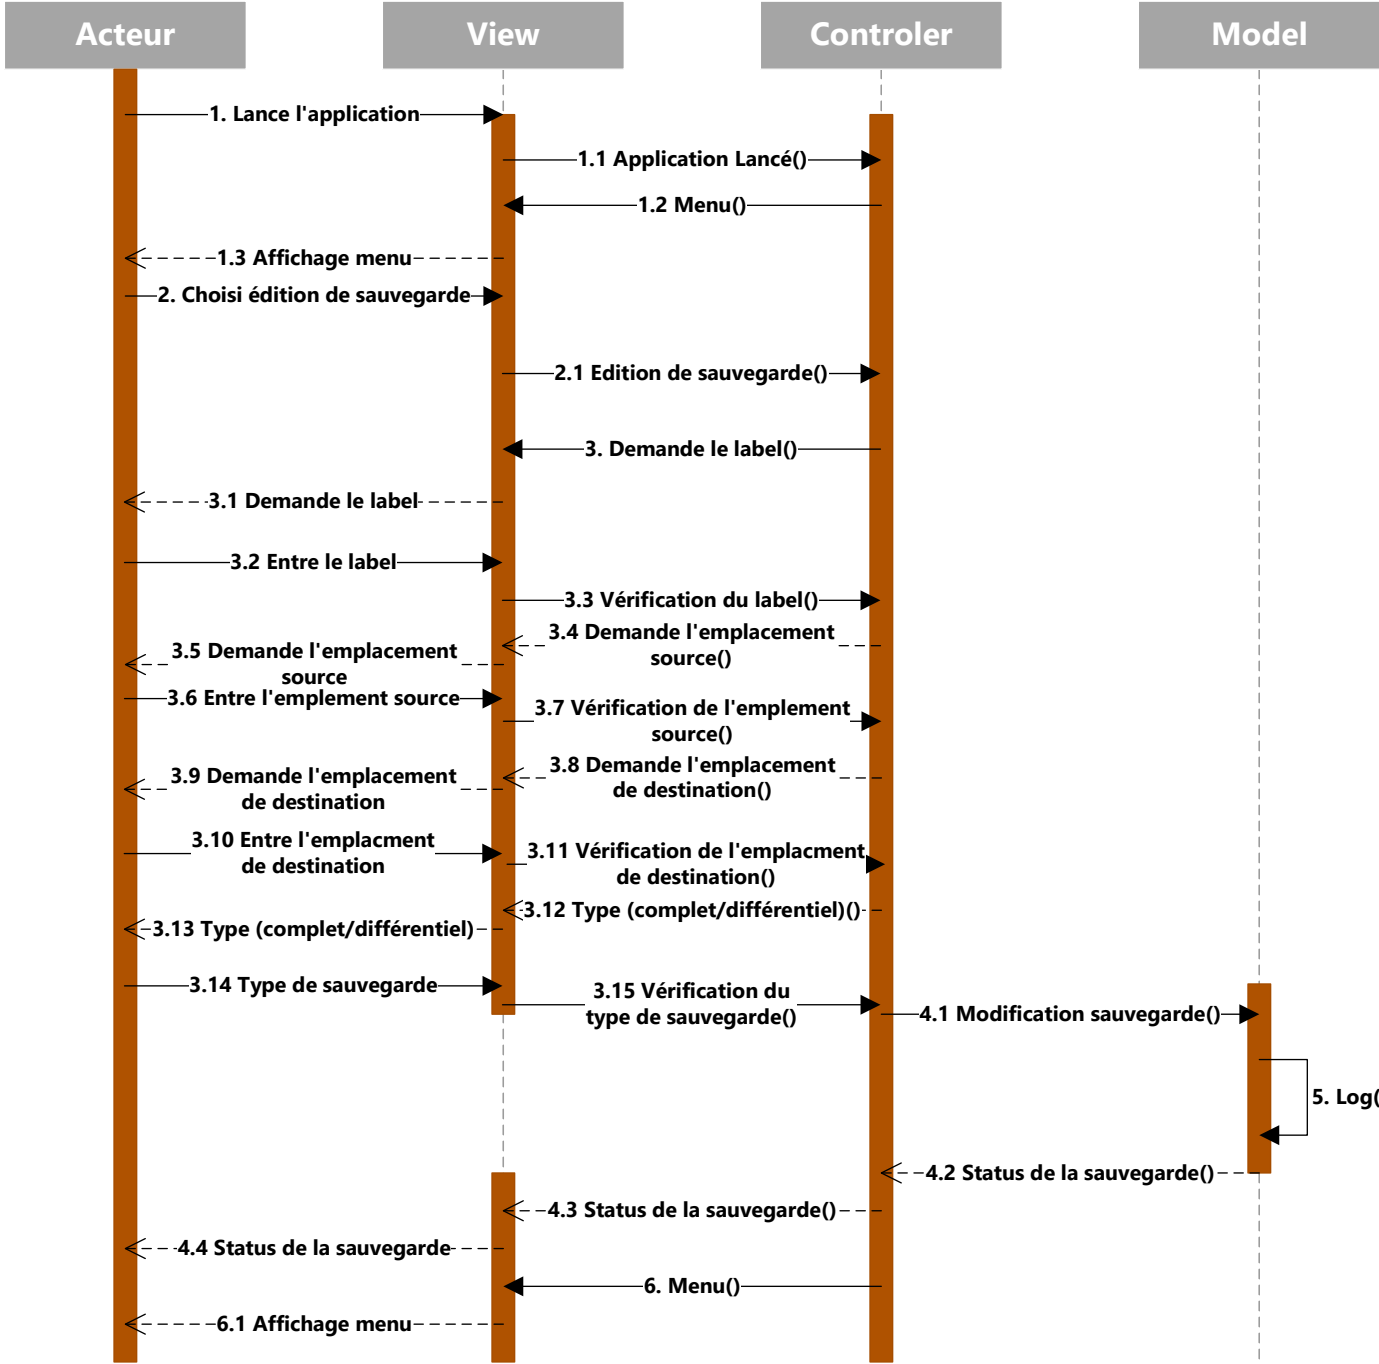 Acteur
View
Controler
Model
1. Lance l'application
1.1 Application Lancé()
1.2 Menu()
1.3 Affichage menu
2. Choisi édition de sauvegarde
2.1 Edition de sauvegarde()
3. Demande le label()
3.1 Demande le label
3.2 Entre le label
3.3 Vérification du label()
3.4 Demande l'emplacement
source()
3.5 Demande l'emplacement
source
3.6 Entre l'emplement source
3.7 Vérification de l'emplement
source()
3.8 Demande l'emplacement
de destination()
3.9 Demande l'emplacement
de destination
3.10 Entre l'emplacment
de destination
3.11 Vérification de l'emplacment
de destination()
3.12 Type (complet/différentiel)()
3.13 Type (complet/différentiel)
3.14 Type de sauvegarde
3.15 Vérification du
type de sauvegarde()
4.1 Modification sauvegarde()
5. Log(
4.2 Status de la sauvegarde()
4.3 Status de la sauvegarde()
4.4 Status de la sauvegarde
6. Menu()
6.1 Affichage menu